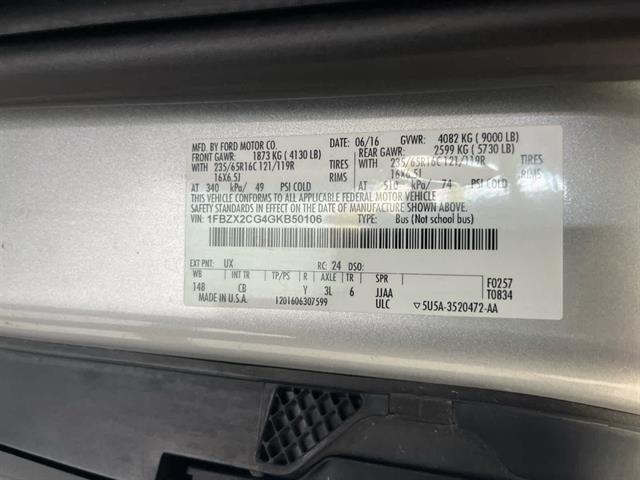 MFD. BY FORD MOTOR CO. 06/16 GVWR: 4082 KG ( 9000 LB)
FRONT GAWR: 1873 KG ( 4130 LB) REAR GAWR: 2599 KG ( 5730 LB)
WITH 235/65R16C 121/119R TIRES WITH 235/65R16C 121/119R TIRES
16X6.5J RIMS 16X6.5J RIMS
AT 340 kPa/ 49 PSI COLD AT 510 kPa/ 74 PSI COLD
THIS VEHICLE CONFORMS TO ALL APPLICABLE FEDERAL MOTOR VEHICLE
SAFETY STANDARDS IN EFFECT ON THE DATE OF MANUFACTURE SHOWN ABOVE.
VIN: 1FBZX2CG4GKB50106 TYPE: Bus (Not school bus)
EXT PNT: UX RC: 24 DSO:
WB INT TR TP/PS R AXLE TR SPR F0257
148 CB Y 3L 6 JJAA T0834
MADE IN U.S.A. 1201606307599 ULC ▽5U5A-3520472-AA